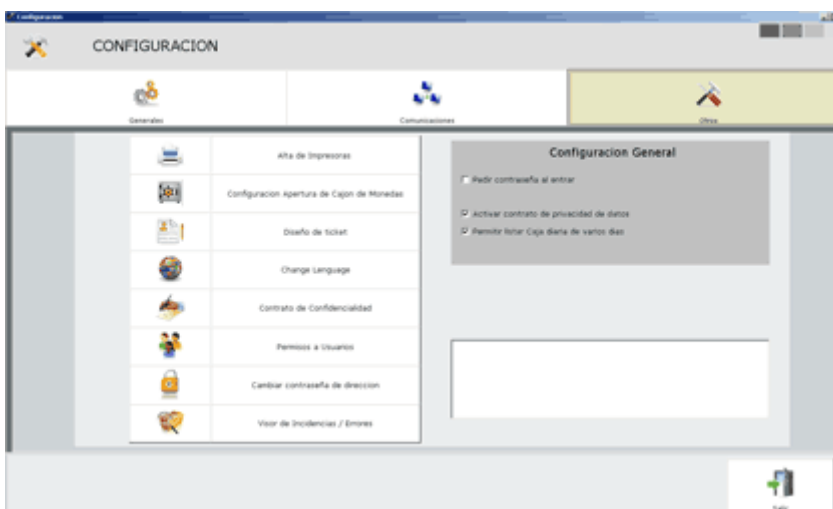 Configuracion
CONFIGURACION
Generales
Comunicaciones
Otros
Alta de Impresoras
Configuracion Apertura de Cajon de Monedas
Diseño de ticket
Change Language
Contrato de Confidencialidad
Permisos a Usuarios
Cambiar contraseña de direccion
Visor de Incidencias / Errores
Configuracion General
Pedir contraseña al entrar
Activar contrato de privacidad de datos
Permitir listar Caja diaria de varios dias